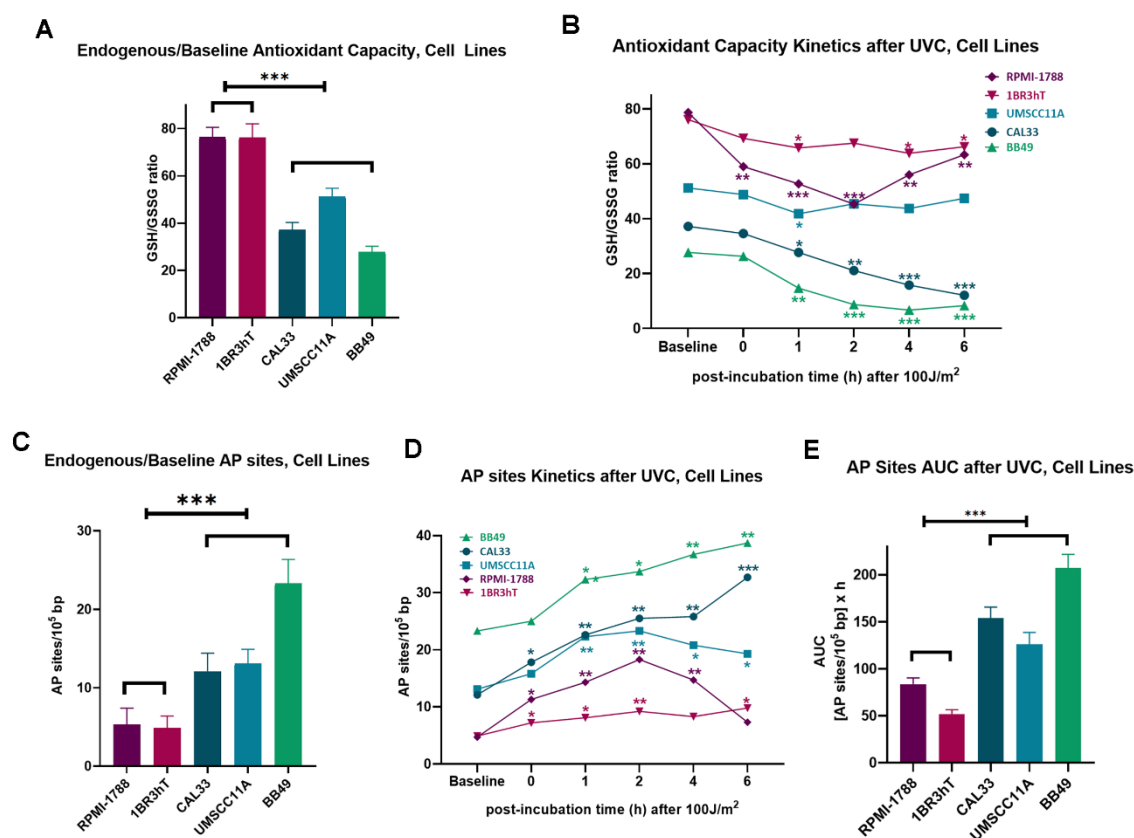 A
Endogenous/Baseline Antioxidant Capacity, Cell Lines
***
GSH/GSSG ratio
80
60
40
20
0
RPMI-1788
1BR3hT
CAL33
UMSCC11A
BB49
B
Antioxidant Capacity Kinetics after UVC, Cell Lines
RPMI-1788
1BR3hT
UMSCC11A
CAL33
BB49
GSH/GSSG ratio
80
60
40
20
0
* * *
** *** *** ** **
*
* ** *** ***
** *** *** ***
Baseline 0 1 2 4 6
post-incubation time (h) after 100J/m²
C
Endogenous/Baseline AP sites, Cell Lines
***
AP sites/10⁵ bp
30
20
10
0
RPMI-1788
1BR3hT
CAL33
UMSCC11A
BB49
D
AP sites Kinetics after UVC, Cell Lines
BB49
CAL33
UMSCC11A
RPMI-1788
1BR3hT
AP sites/10⁵ bp
40
30
20
10
0
** * ** **
* ** ** ** ***
** ** * *
* ** ** **
* * ** *
Baseline 0 1 2 4 6
post-incubation time (h) after 100J/m²
E
AP Sites AUC after UVC, Cell Lines
***
AUC
[AP sites/10⁵ bp] x h
200
150
100
50
0
RPMI-1788
1BR3hT
CAL33
UMSCC11A
BB49